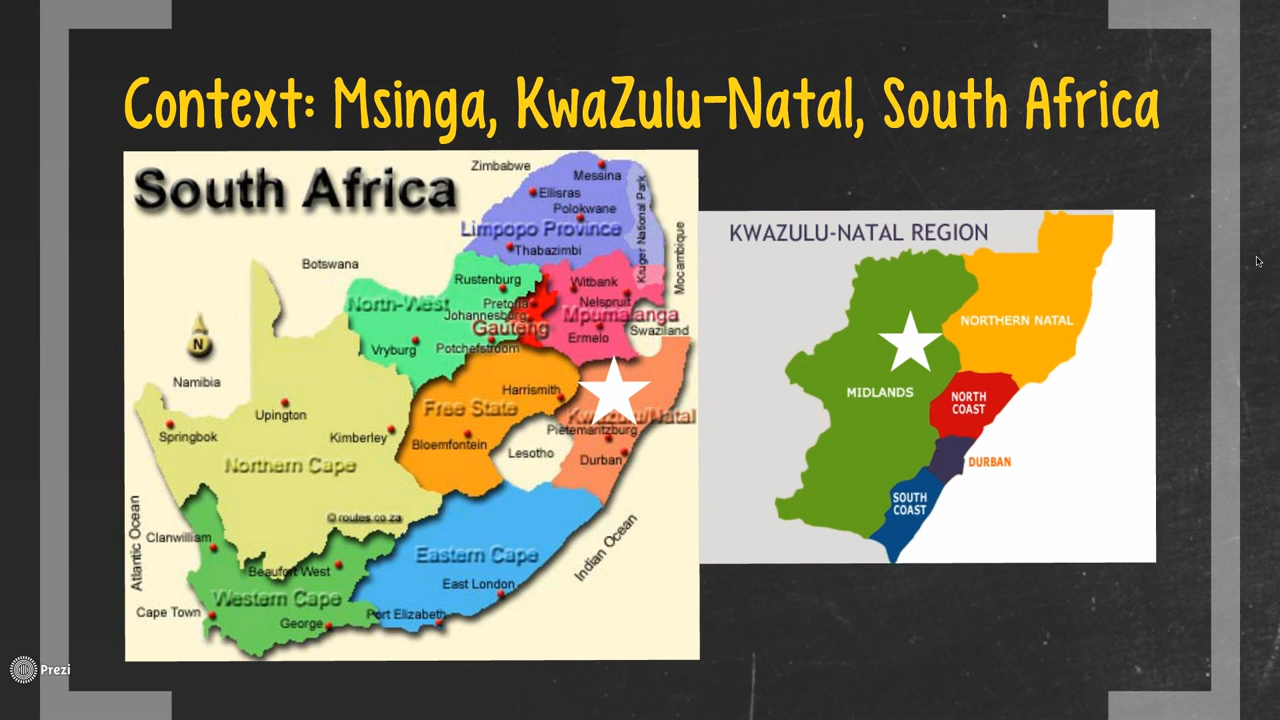 Context: Msinga, KwaZulu-Natal, South Africa
South Africa
Zimbabwe
Messina
Ellisras
Polokwane
Limpopo Province
Thabazimbi
Kruger National Park
Mozambique
Botswana
Rustenburg
Witbank
North-West
Pretoria
Nelspruit
Johannesburg
Mpumalanga
Gauteng
Swaziland
Ermelo
Vryburg
Potchefstroom
N
Namibia
Harrismith
Free State
Kwazulu/Natal
Upington
Springbok
Kimberley
Bloemfontein
Pietermaritzburg
Lesotho
Durban
Northern Cape
© routes.co.za
Atlantic Ocean
Indian Ocean
Clanwilliam
Eastern Cape
Beaufort West
East London
Western Cape
Cape Town
Port Elizabeth
George
KWAZULU-NATAL REGION
NORTHERN NATAL
MIDLANDS
NORTH
COAST
DURBAN
SOUTH
COAST
Prezi